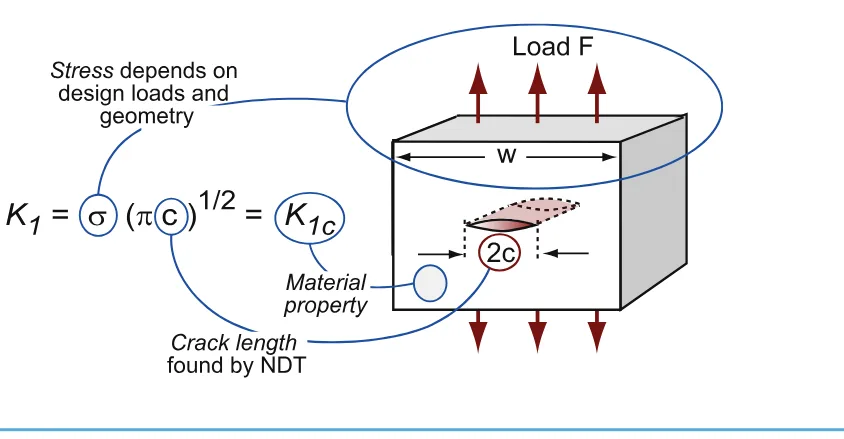 Load F
Stress depends on
design loads and
geometry
w
K1 = σ (πc)1/2 = K1c
2c
Material
property
Crack length
found by NDT